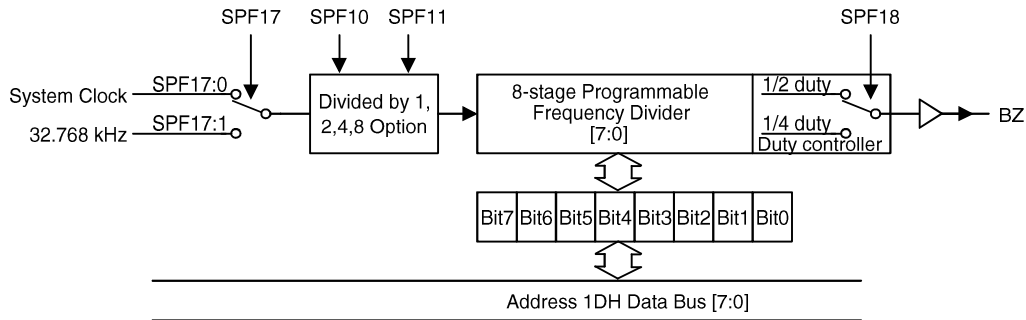 SPF17
SPF10
SPF11
SPF18
System Clock
SPF17:0
32.768 kHz
SPF17:1
Divided by 1,
2,4,8 Option
8-stage Programmable
Frequency Divider
[7:0]
1/2 duty
1/4 duty
Duty controller
BZ
Bit7 Bit6 Bit5 Bit4 Bit3 Bit2 Bit1 Bit0
Address 1DH Data Bus [7:0]